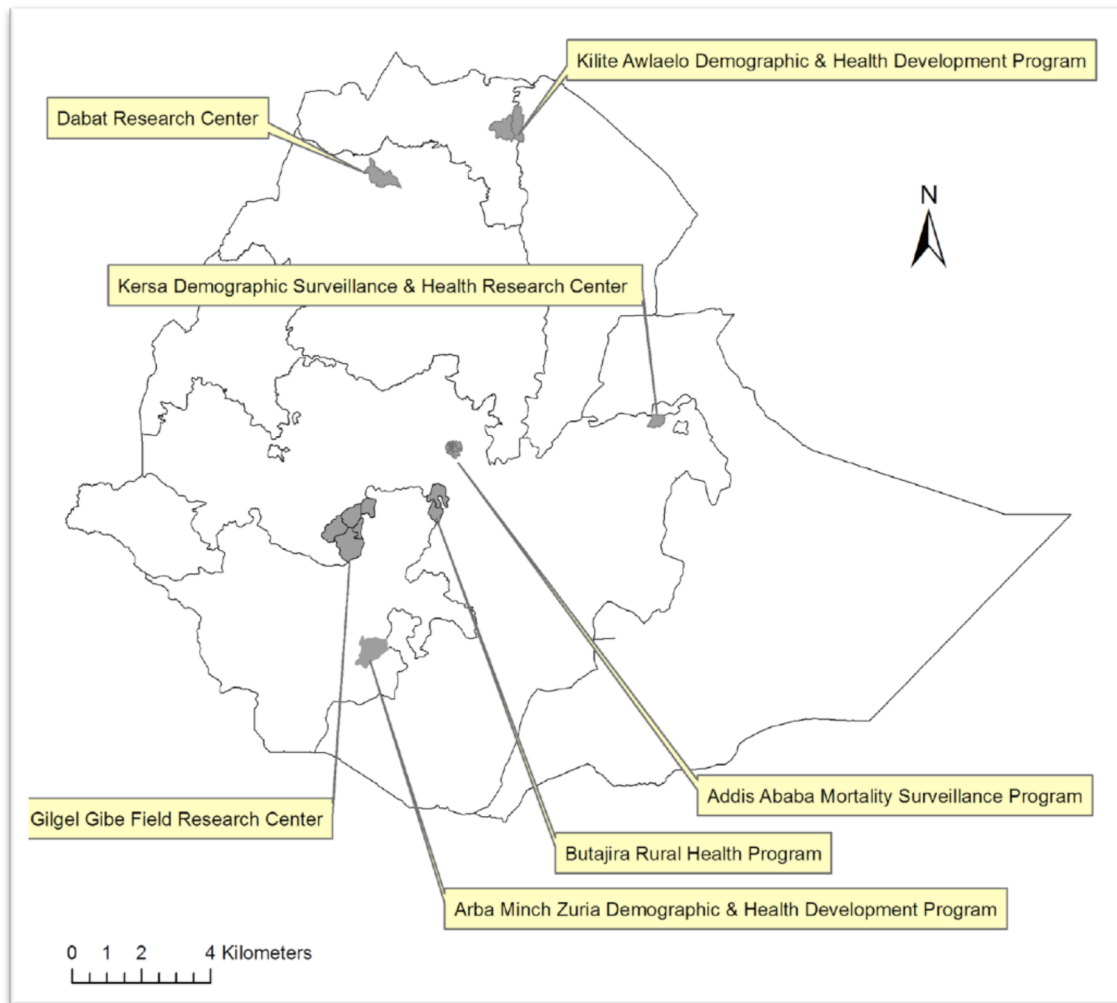 Kilite Awlaelo Demographic & Health Development Program
Dabat Research Center
N
Kersa Demographic Surveillance & Health Research Center
Addis Ababa Mortality Surveillance Program
Gilgel Gibe Field Research Center
Butajira Rural Health Program
Arba Minch Zuria Demographic & Health Development Program
0 1 2 4 Kilometers